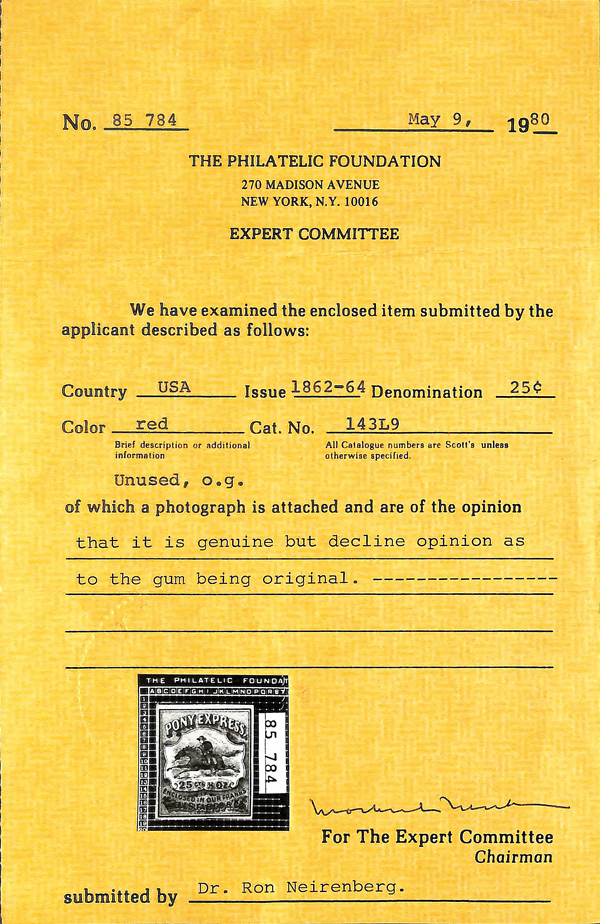 No. 85 784 May 9, 1980
THE PHILATELIC FOUNDATION
270 MADISON AVENUE
NEW YORK, N.Y. 10016
EXPERT COMMITTEE
We have examined the enclosed item submitted by the
applicant described as follows:
Country USA Issue 1862-64 Denomination 25¢
Color red Cat. No. 143L9
Brief description or additional information
All Catalogue numbers are Scott's unless otherwise specified.
Unused, o.g.
of which a photograph is attached and are of the opinion
that it is genuine but decline opinion as
to the gum being original. -----------------
THE PHILATELIC FOUNDAT
ABCDEFGHIJKLMNOPQRST
PONY EXPRESS
25
ENCLOSED IN OUR FRANKS
85 784
For The Expert Committee
Chairman
submitted by Dr. Ron Neirenberg.